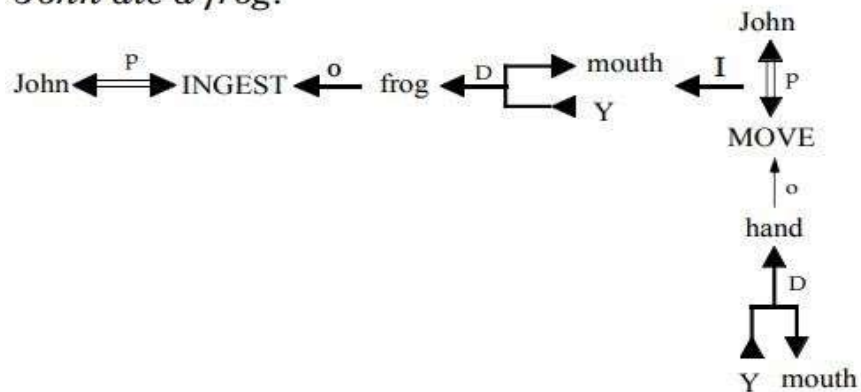 John ate a frog.
John
John P INGEST o frog D mouth I P
Y
MOVE
o
hand
D
Y mouth